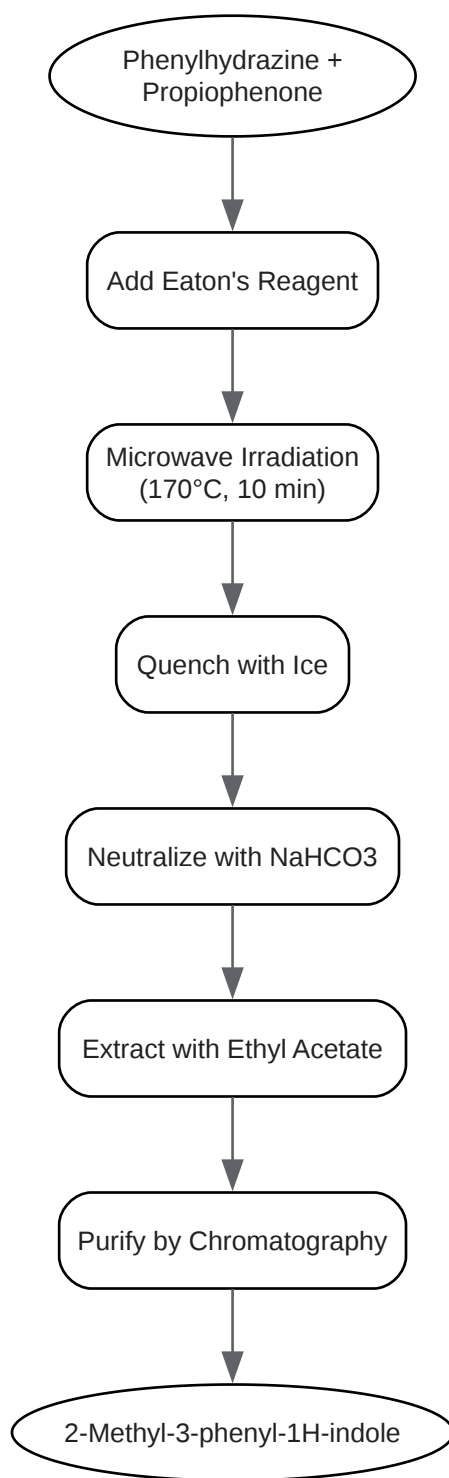 Phenylhydrazine +
Propiophenone
Add Eaton's Reagent
Microwave Irradiation
(170°C, 10 min)
Quench with Ice
Neutralize with NaHCO3
Extract with Ethyl Acetate
Purify by Chromatography
2-Methyl-3-phenyl-1H-indole